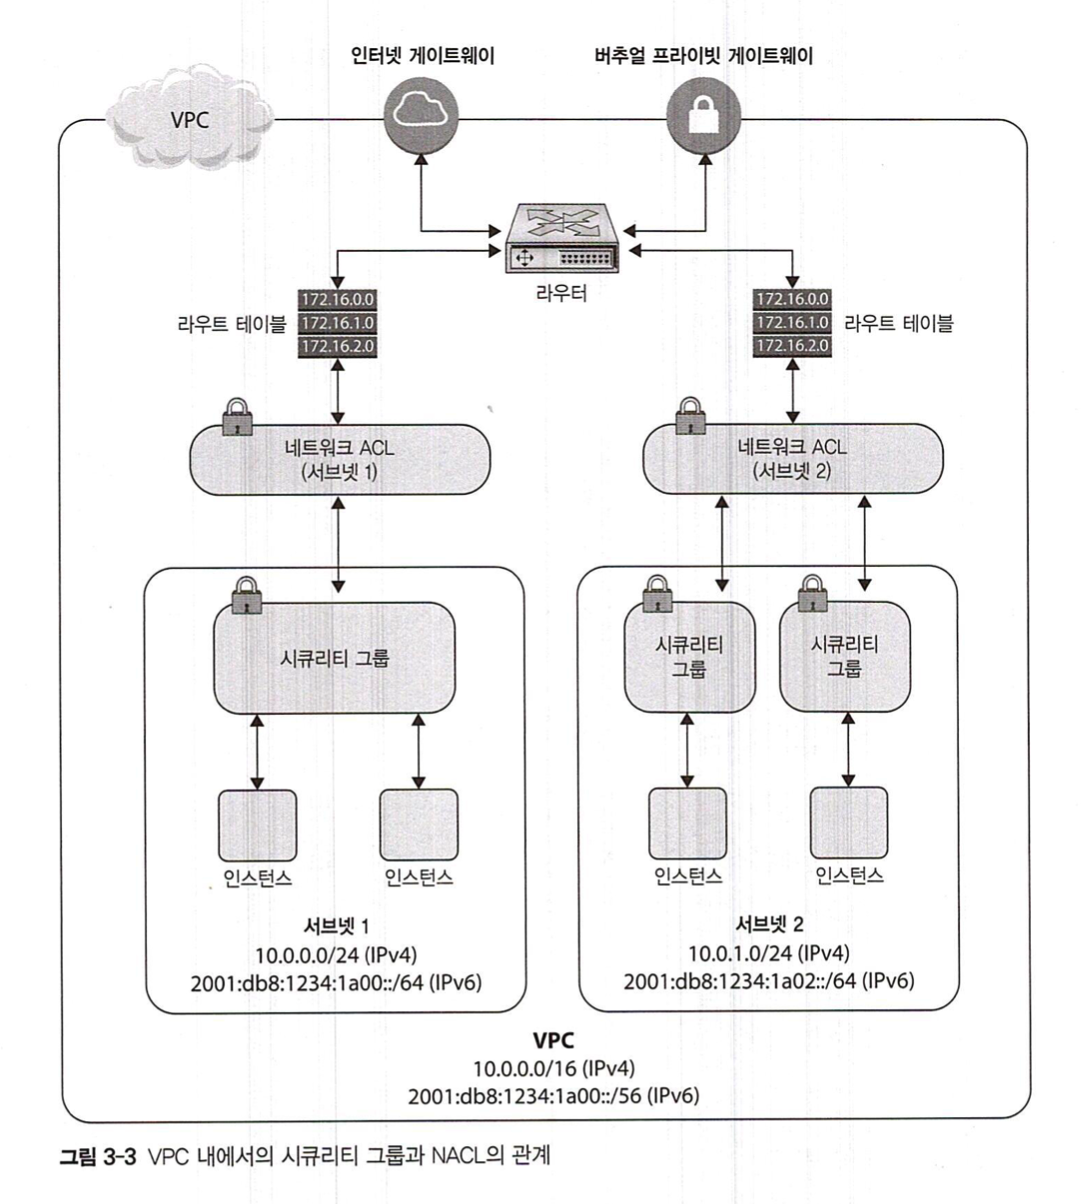 인터넷 게이트웨이
버추얼 프라이빗 게이트웨이
VPC
라우터
라우트 테이블
172.16.0.0
172.16.1.0
172.16.2.0
172.16.0.0
172.16.1.0
172.16.2.0
라우트 테이블
네트워크 ACL
(서브넷 1)
네트워크 ACL
(서브넷 2)
시큐리티 그룹
시큐리티
그룹
시큐리티
그룹
인스턴스
인스턴스
인스턴스
인스턴스
서브넷 1
10.0.0.0/24 (IPv4)
2001:db8:1234:1a00::/64 (IPv6)
서브넷 2
10.0.1.0/24 (IPv4)
2001:db8:1234:1a02::/64 (IPv6)
VPC
10.0.0.0/16 (IPv4)
2001:db8:1234:1a00::/56 (IPv6)
그림 3-3 VPC 내에서의 시큐리티 그룹과 NACL의 관계